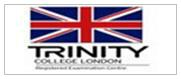 TRINITY
COLLEGE LONDON
Registered Examination Centre